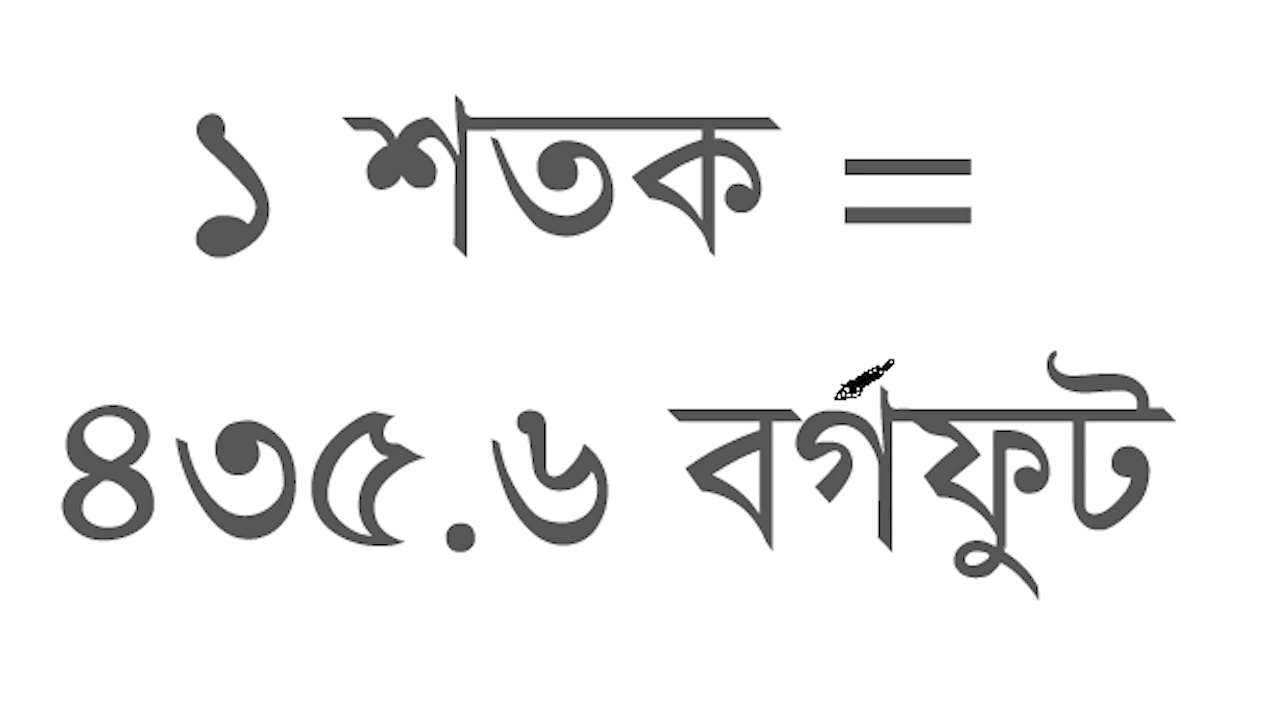 ১ শতক =
৪৩৫.৬ বর্গফুট